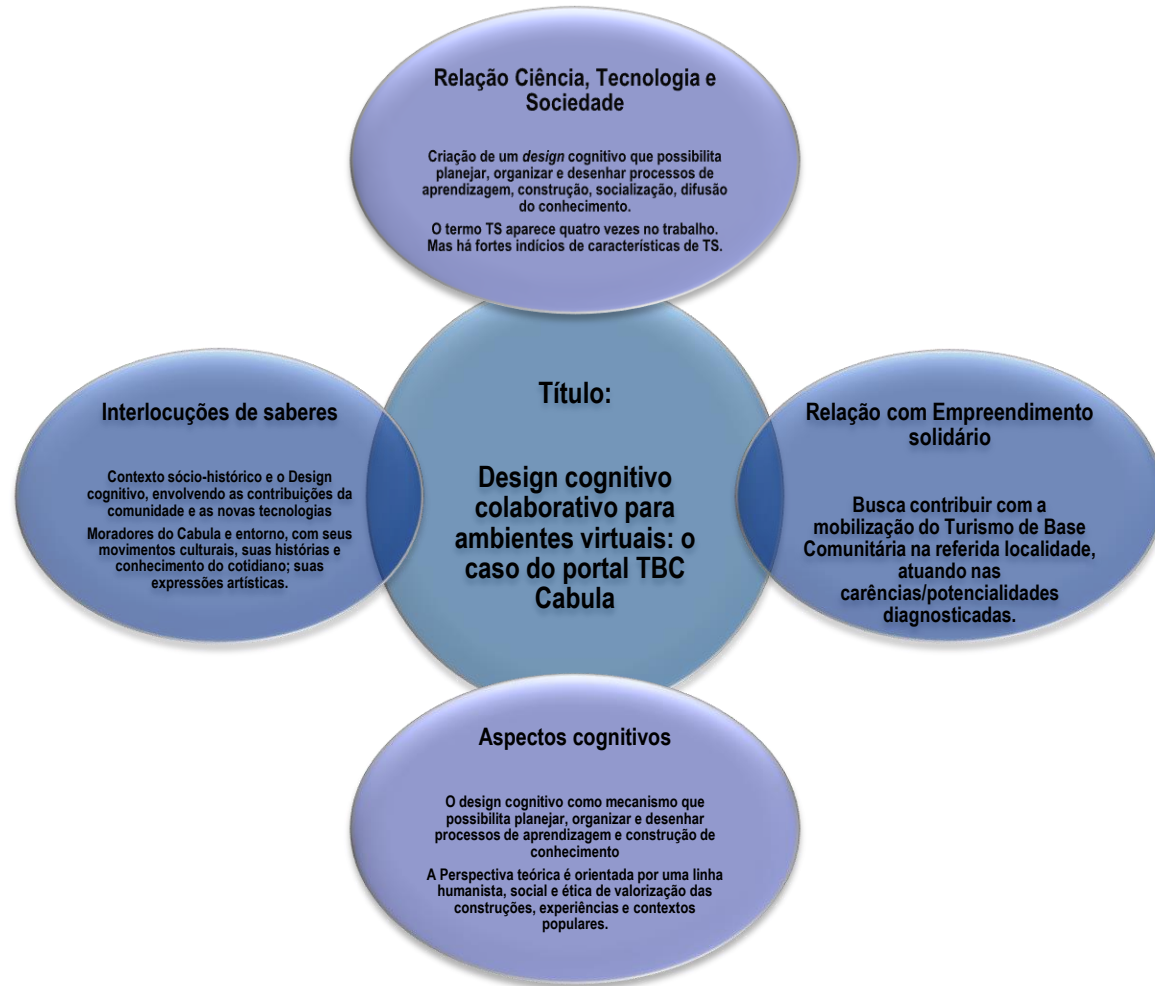 Relação Ciência, Tecnologia e
Sociedade
Criação de um design cognitivo que possibilita
planejar, organizar e desenhar processos de
aprendizagem, construção, socialização, difusão
do conhecimento.
O termo TS aparece quatro vezes no trabalho.
Mas há fortes indícios de características de TS.
Interlocuções de saberes
Contexto sócio-histórico e o Design
cognitivo, envolvendo as contribuições da
comunidade e as novas tecnologias
Moradores do Cabula e entorno, com seus
movimentos culturais, suas histórias e
conhecimento do cotidiano; suas
expressões artísticas.
Título:
Design cognitivo
colaborativo para
ambientes virtuais: o
caso do portal TBC
Cabula
Relação com Empreendimento
solidário
Busca contribuir com a
mobilização do Turismo de Base
Comunitária na referida localidade,
atuando nas
carências/potencialidades
diagnosticadas.
Aspectos cognitivos
O design cognitivo como mecanismo que
possibilita planejar, organizar e desenhar
processos de aprendizagem e construção de
conhecimento
A Perspectiva teórica é orientada por uma linha
humanista, social e ética de valorização das
construções, experiências e contextos
populares.